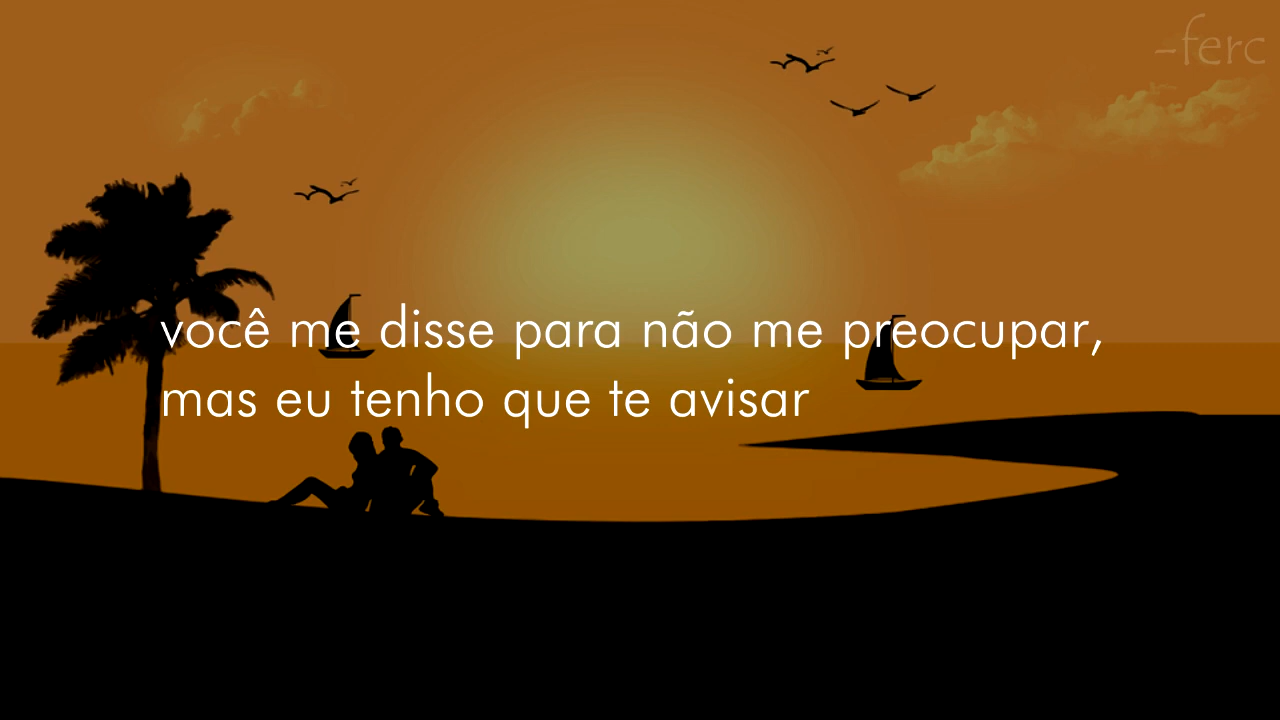 -ferc
você me disse para não me preocupar,
mas eu tenho que te avisar